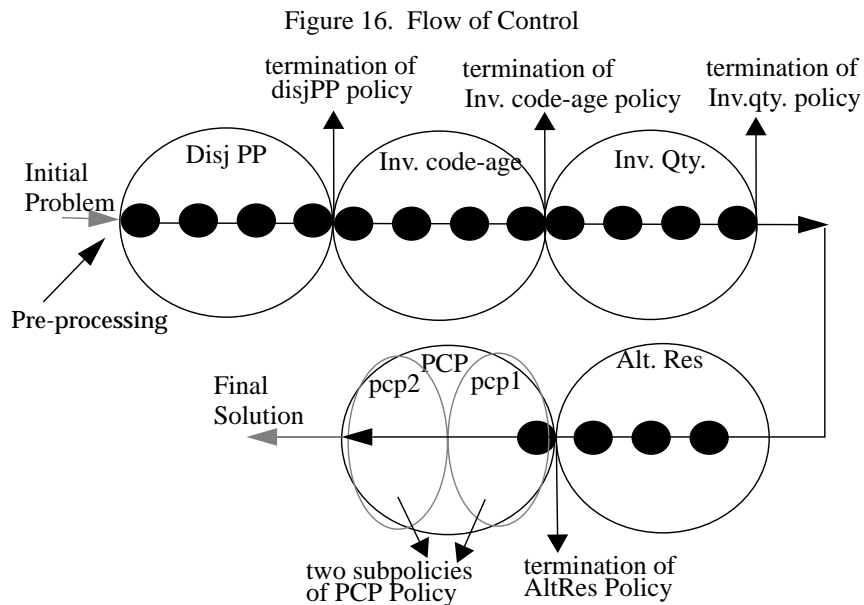 Figure 16.  Flow of Control
termination of
disjPP policy
termination of
Inv. code-age policy
termination of
Inv.qty. policy
Disj PP
Inv. code-age
Inv. Qty.
Initial
Problem
Pre-processing
PCP
pcp2
pcp1
Alt. Res
Final
Solution
two subpolicies
of PCP Policy
termination of
AltRes Policy